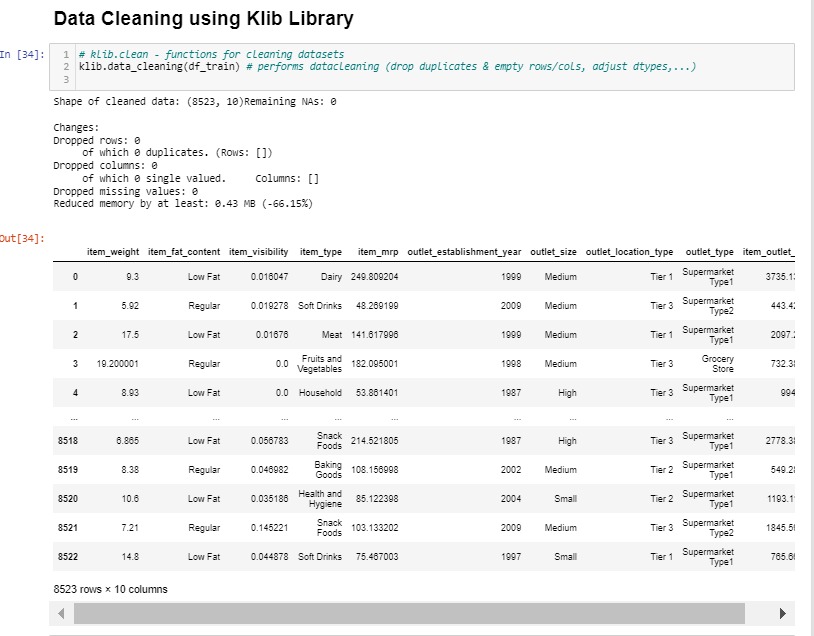 Data Cleaning using Klib Library
In [34]:
1 # klib.clean - functions for cleaning datasets
2 klib.data_cleaning(df_train) # performs datacleaning (drop duplicates & empty rows/cols, adjust dtypes,...)
3
Shape of cleaned data: (8523, 10)Remaining NAs: 0
Changes:
Dropped rows: 0
of which 0 duplicates. (Rows: [])
Dropped columns: 0
of which 0 single valued. Columns: []
Dropped missing values: 0
Reduced memory by at least: 0.43 MB (-66.15%)
Out[34]:
item_weight item_fat_content item_visibility item_type item_mrp outlet_establishment_year outlet_size outlet_location_type outlet_type item_outlet_
0 9.3 Low Fat 0.016047 Dairy 249.809204 1999 Medium Tier 1 Supermarket Type1 3735.1
1 5.92 Regular 0.019278 Soft Drinks 48.269199 2009 Medium Tier 3 Supermarket Type2 443.4
2 17.5 Low Fat 0.01676 Meat 141.617996 1999 Medium Tier 1 Supermarket Type1 2097.
3 19.200001 Regular 0.0 Fruits and Vegetables 182.095001 1998 Medium Tier 3 Grocery Store 732.3
4 8.93 Low Fat 0.0 Household 53.861401 1987 High Tier 3 Supermarket Type1 994
... ... ... ... ... ... ... ... ... ...
8518 6.865 Low Fat 0.056783 Snack Foods 214.521805 1987 High Tier 3 Supermarket Type1 2778.3
8519 8.38 Regular 0.046982 Baking Goods 108.156998 2002 Medium Tier 2 Supermarket Type1 549.2
8520 10.6 Low Fat 0.035186 Health and Hygiene 85.122398 2004 Small Tier 2 Supermarket Type1 1193.1
8521 7.21 Regular 0.145221 Snack Foods 103.133202 2009 Medium Tier 3 Supermarket Type2 1845.5
8522 14.8 Low Fat 0.044878 Soft Drinks 75.467003 1997 Small Tier 1 Supermarket Type1 765.6
8523 rows × 10 columns